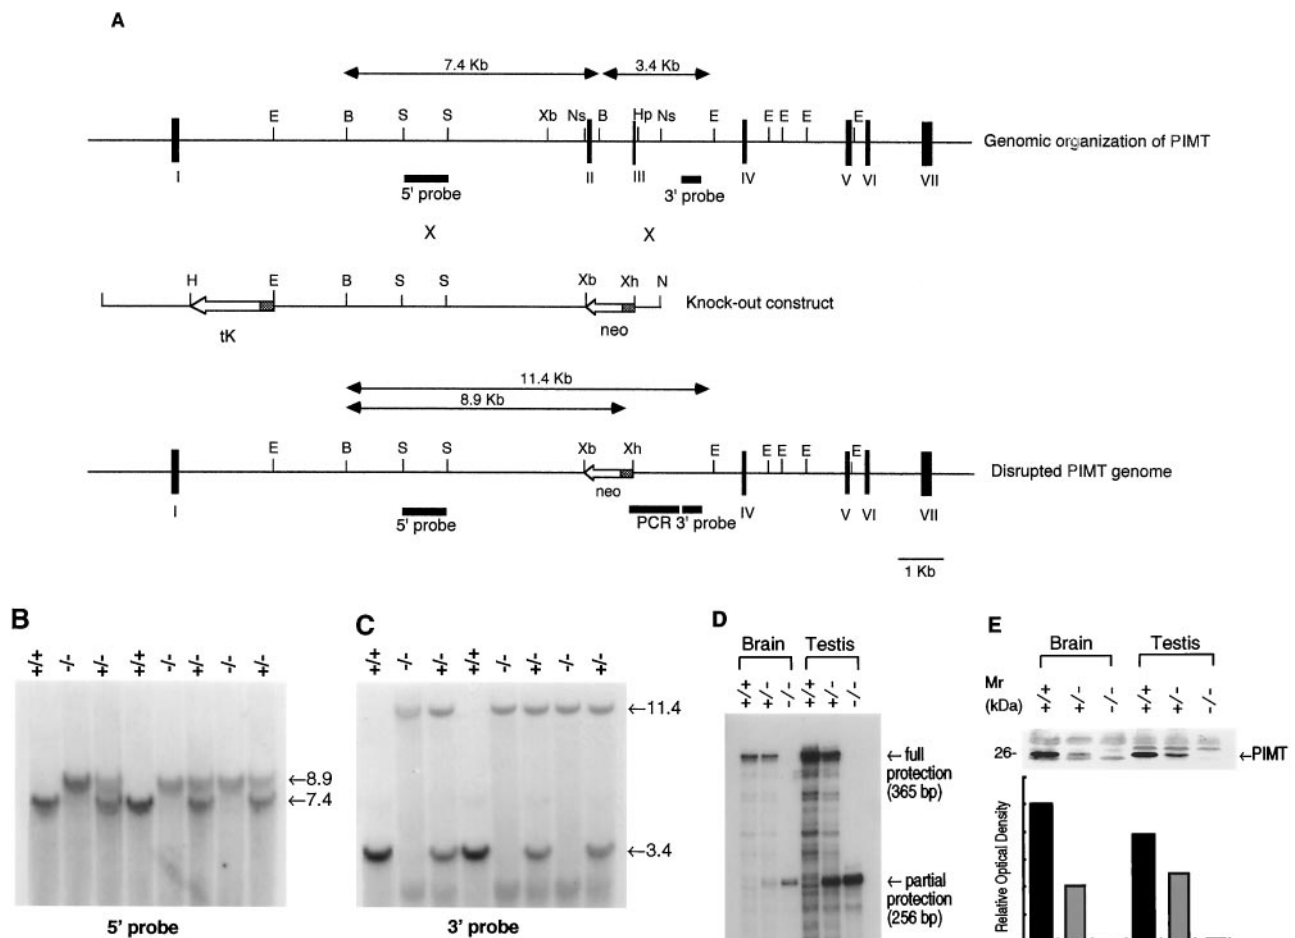 A
7.4 Kb 3.4 Kb
E B S S Xb Ns B Hp Ns E E E E E
Genomic organization of PIMT
I II III IV V VI VII
5' probe 3' probe
X X
H E B S S Xb Xh N
Knock-out construct
tK neo
11.4 Kb
8.9 Kb
E B S S Xb Xh E E E E E
Disrupted PIMT genome
neo
I IV V VI VII
5' probe PCR 3' probe
1 Kb
B
+/+ -/- +/- +/+ -/- +/- -/- +/-
←8.9
←7.4
5' probe
C
+/+ -/- +/- +/+ -/- +/- -/- +/-
←11.4
←3.4
3' probe
D
Brain Testis
+/+ +/- -/- +/+ +/- -/-
← full
protection
(365 bp)
← partial
protection
(256 bp)
E
Brain Testis
Mr
(kDa)
+/+ +/- -/- +/+ +/- -/-
26-
←PIMT
Relative Optical Density